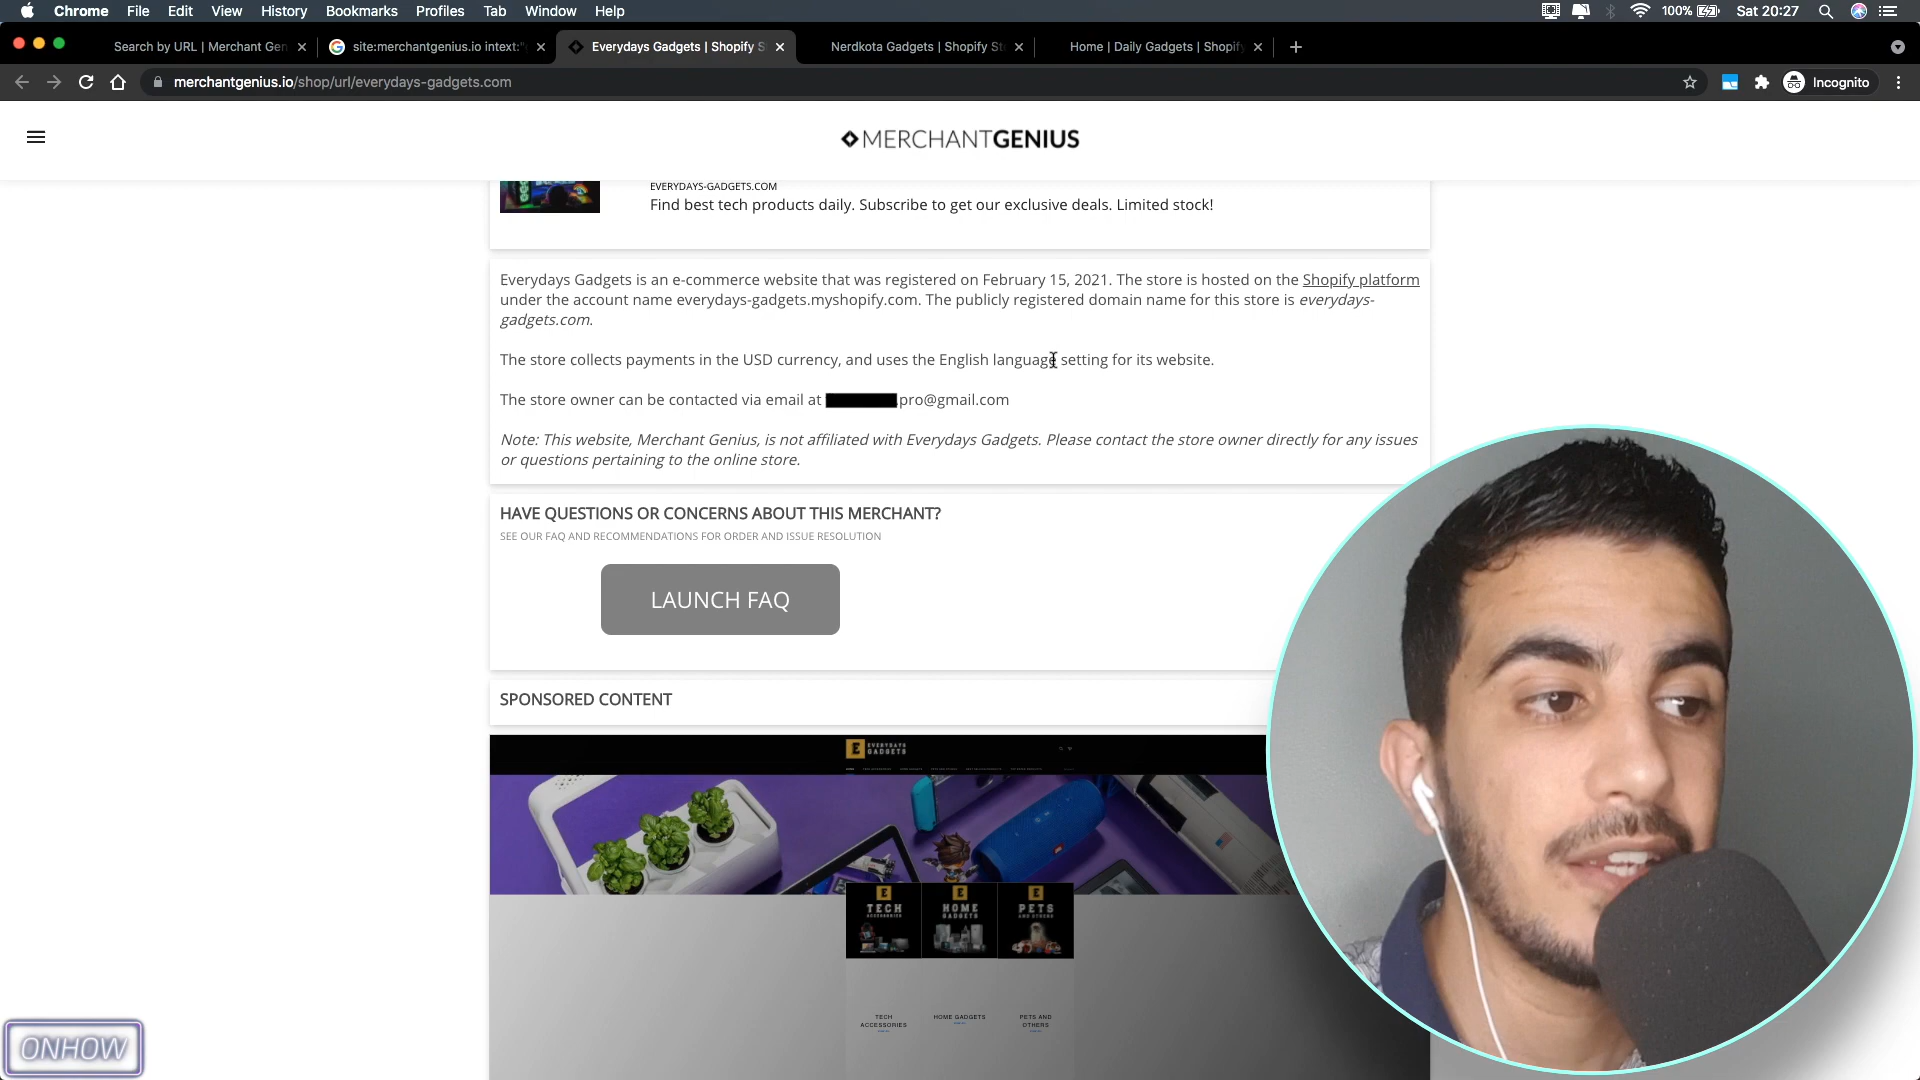 Chrome File Edit View History Bookmarks Profiles Tab Window Help 100% Sat 20:27
Search by URL | Merchant Gen site:merchantgenius.io intext:" Everydays Gadgets | Shopify S Nerdkota Gadgets | Shopify St Home | Daily Gadgets | Shopify
merchantgenius.io/shop/url/everydays-gadgets.com Incognito
MERCHANTGENIUS
EVERYDAYS-GADGETS.COM
Find best tech products daily. Subscribe to get our exclusive deals. Limited stock!
Everydays Gadgets is an e-commerce website that was registered on February 15, 2021. The store is hosted on the Shopify platform
under the account name everydays-gadgets.myshopify.com. The publicly registered domain name for this store is everydays-
gadgets.com.
The store collects payments in the USD currency, and uses the English language setting for its website.
The store owner can be contacted via email at pro@gmail.com
Note: This website, Merchant Genius, is not affiliated with Everydays Gadgets. Please contact the store owner directly for any issues
or questions pertaining to the online store.
HAVE QUESTIONS OR CONCERNS ABOUT THIS MERCHANT?
SEE OUR FAQ AND RECOMMENDATIONS FOR ORDER AND ISSUE RESOLUTION
LAUNCH FAQ
SPONSORED CONTENT
E EVERYDAYS
GADGETS
E E E
TECH HOME PETS
ACCESSORIES GADGETS AND OTHERS
TECH HOME GADGETS PETS AND
ACCESSORIES OTHERS
ONHOW